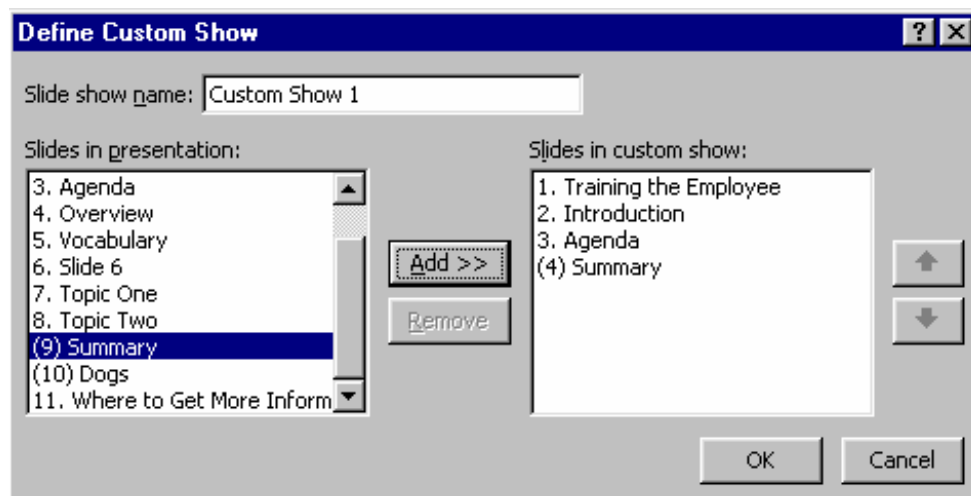 Define Custom Show
Slide show name: Custom Show 1
Slides in presentation:
3. Agenda
4. Overview
5. Vocabulary
6. Slide 6
7. Topic One
8. Topic Two
(9) Summary
(10) Dogs
11. Where to Get More Inform
Add >>
Remove
Slides in custom show:
1. Training the Employee
2. Introduction
3. Agenda
(4) Summary
OK
Cancel